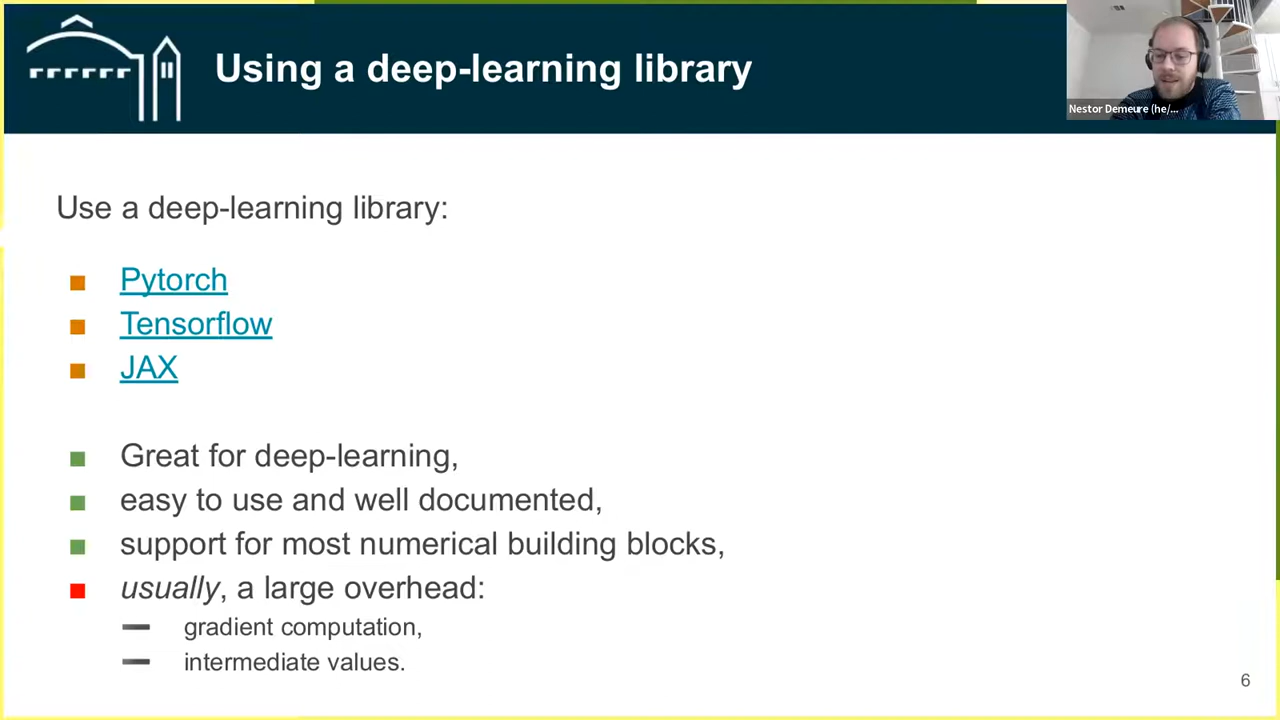 Using a deep-learning library
Nestor Demeure (he/...
Use a deep-learning library:
Pytorch
Tensorflow
JAX
Great for deep-learning,
easy to use and well documented,
support for most numerical building blocks,
usually, a large overhead:
gradient computation,
intermediate values.
6